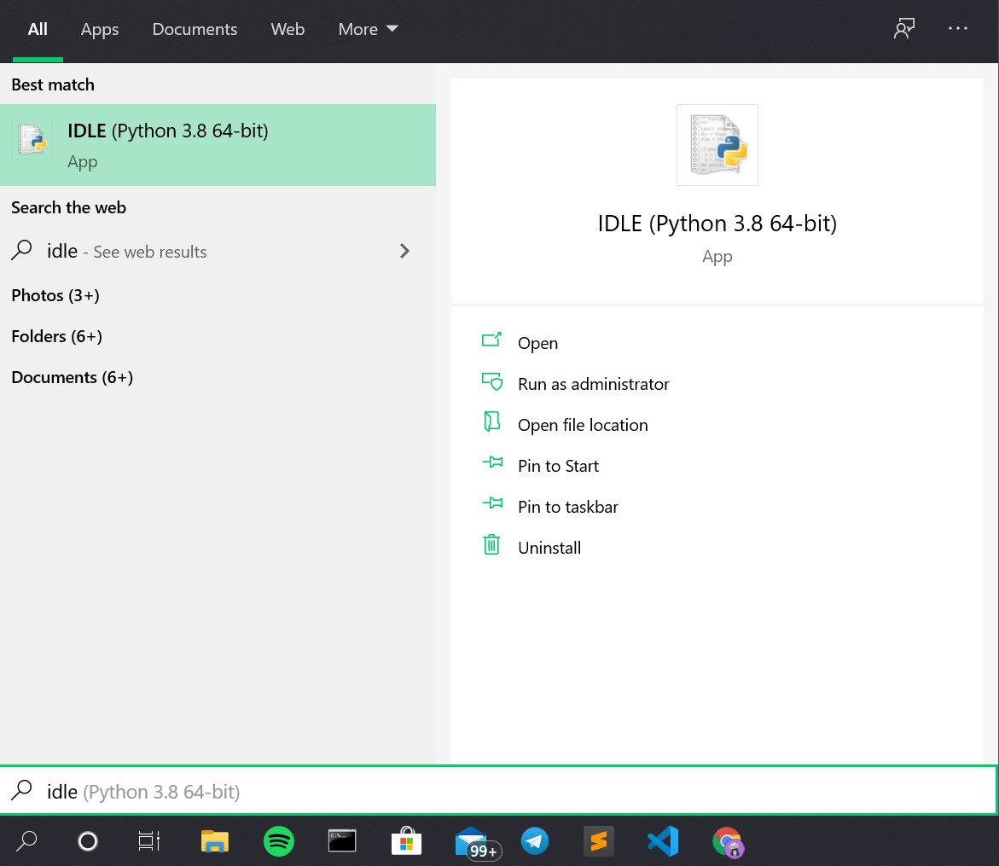 All Apps Documents Web More
Best match
IDLE (Python 3.8 64-bit)
App
Search the web
idle - See web results
Photos (3+)
Folders (6+)
Documents (6+)
IDLE (Python 3.8 64-bit)
App
Open
Run as administrator
Open file location
Pin to Start
Pin to taskbar
Uninstall
idle (Python 3.8 64-bit)
99+